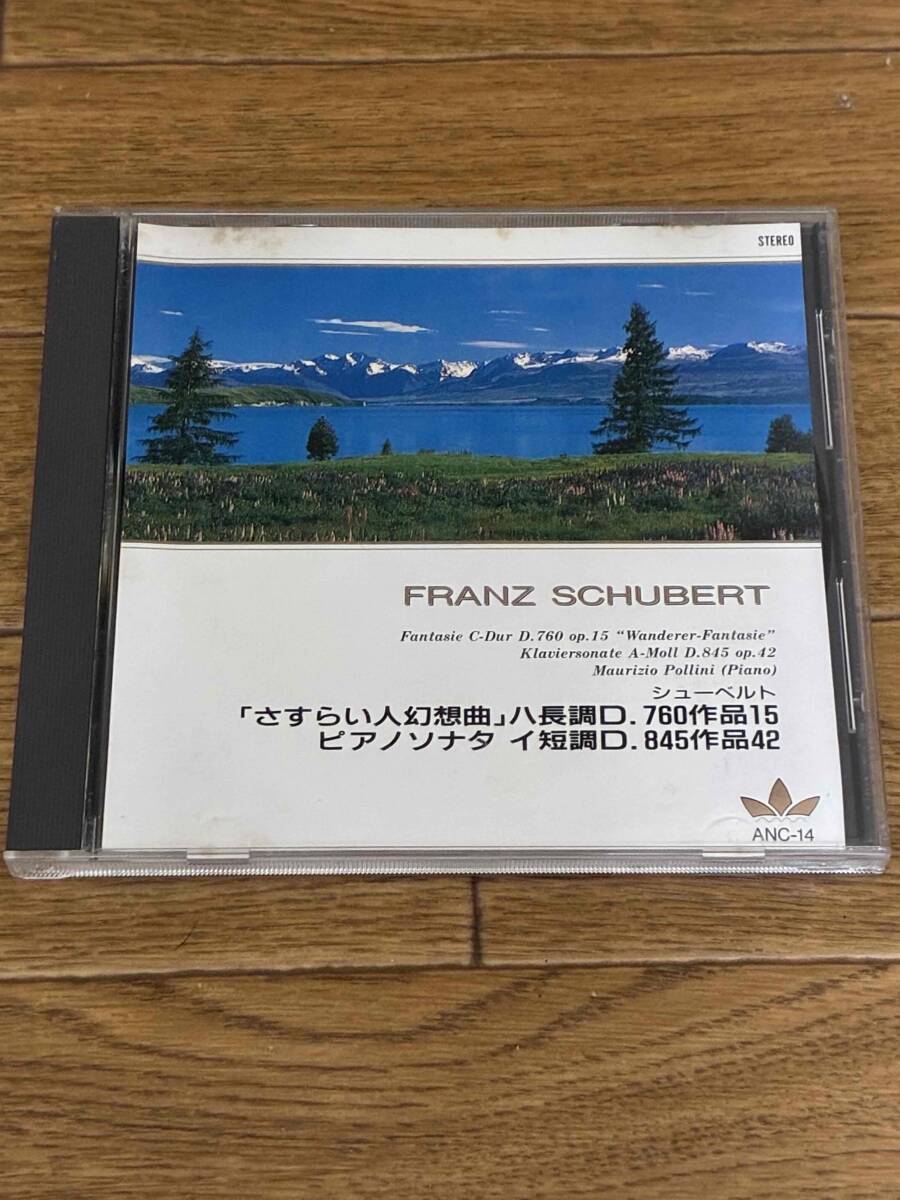 STEREO
FRANZ SCHUBERT
Fantasie C-Dur D.760 op.15 "Wanderer-Fantasie"
Klaviersonate A-Moll D.845 op.42
Maurizio Pollini (Piano)
シューベルト
「さすらい人幻想曲」ハ長調D.760作品15
ピアノソナタ イ短調D.845作品42
ANC-14